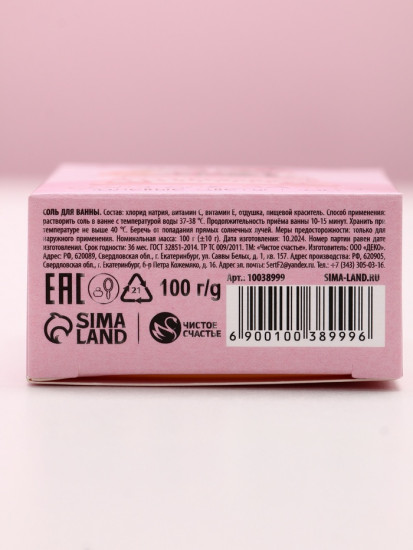 СОЛЬ ДЛЯ ВАННЫ. Состав: хлорид натрия, витамин С, витамин Е, отдушка, пищевой краситель. Способ применения:
растворить соль в ванне с температурой воды 37-38 °С. Продолжительность приёма ванны 10-15 минут. Хранить при
температуре не выше 40 °С. Беречь от попадания прямых солнечных лучей. Меры предосторожности: только для
наружного применения. Номинальная масса: 100 г (±10 г). Дата изготовления: 10.2024. Номер партии равен дате
изготовления. Срок годности: 36 мес. ГОСТ 32851-2014. ТР ТС 009/2011. ТМ: «Чистое счастье». Изготовитель: ООО «ДЕКО».
Адрес: РФ, 620089, Свердловская обл., г. Екатеринбург, ул. Саввы Белых, д. 1, кв. 157. Адрес производства: РФ, 620905,
Свердловская обл., г. Екатеринбург, б-р Петра Кожемяко, д. 16. Адрес эл. почты: SertF2@yandex.ru. Тел.: +7 (343) 305-03-36.
EAC 21 100 г/g
Арт.: 10038999 SIMA-LAND.RU
SIMA
LAND
ЧИСТОЕ
СЧАСТЬЕ
6 900100 389996